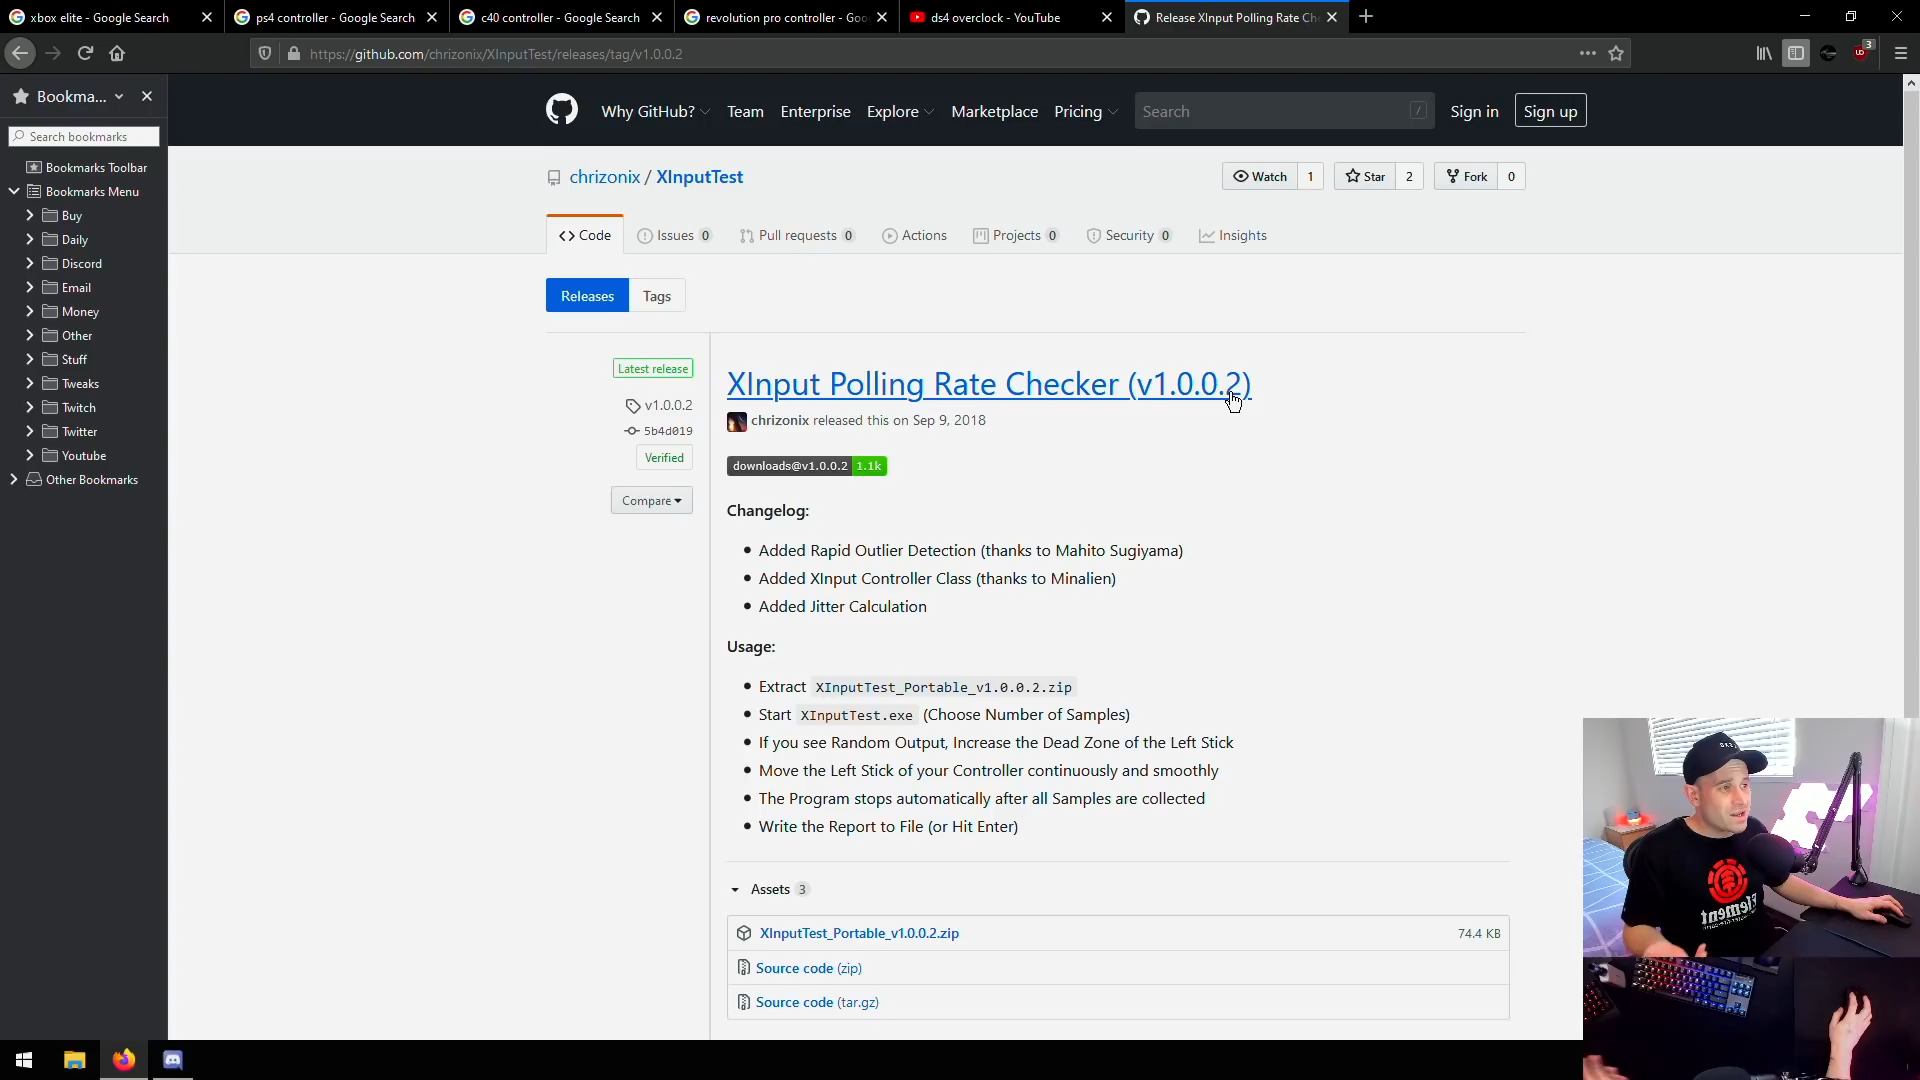 xbox elite - Google Search
ps4 controller - Google Search
c40 controller - Google Search
revolution pro controller - Goo
ds4 overclock - YouTube
Release XInput Polling Rate Ch
https://github.com/chrizonix/XInputTest/releases/tag/v1.0.0.2
3
Bookma...
Search bookmarks
Bookmarks Toolbar
Bookmarks Menu
Buy
Daily
Discord
Email
Money
Other
Stuff
Tweaks
Twitch
Twitter
Youtube
Other Bookmarks
Why GitHub? Team Enterprise Explore Marketplace Pricing Search / Sign in Sign up
chrizonix / XInputTest
Watch 1 Star 2 Fork 0
Code Issues 0 Pull requests 0 Actions Projects 0 Security 0 Insights
Releases Tags
Latest release
v1.0.0.2
5b4d019
Verified
Compare
XInput Polling Rate Checker (v1.0.0.2)
chrizonix released this on Sep 9, 2018
downloads@v1.0.0.2 1.1k
Changelog:
Added Rapid Outlier Detection (thanks to Mahito Sugiyama)
Added XInput Controller Class (thanks to Minalien)
Added Jitter Calculation
Usage:
Extract XInputTest_Portable_v1.0.0.2.zip
Start XInputTest.exe (Choose Number of Samples)
If you see Random Output, Increase the Dead Zone of the Left Stick
Move the Left Stick of your Controller continuously and smoothly
The Program stops automatically after all Samples are collected
Write the Report to File (or Hit Enter)
Assets 3
XInputTest_Portable_v1.0.0.2.zip 74.4 KB
Source code (zip)
Source code (tar.gz)
Element